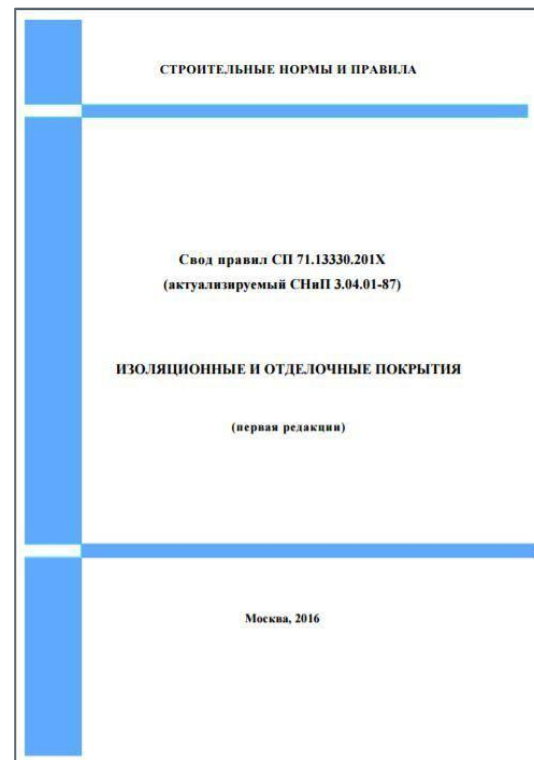 СТРОИТЕЛЬНЫЕ НОРМЫ И ПРАВИЛА
Свод правил СП 71.13330.201Х
(актуализируемый СНиП 3.04.01-87)
ИЗОЛЯЦИОННЫЕ И ОТДЕЛОЧНЫЕ ПОКРЫТИЯ
(первая редакции)
Москва, 2016